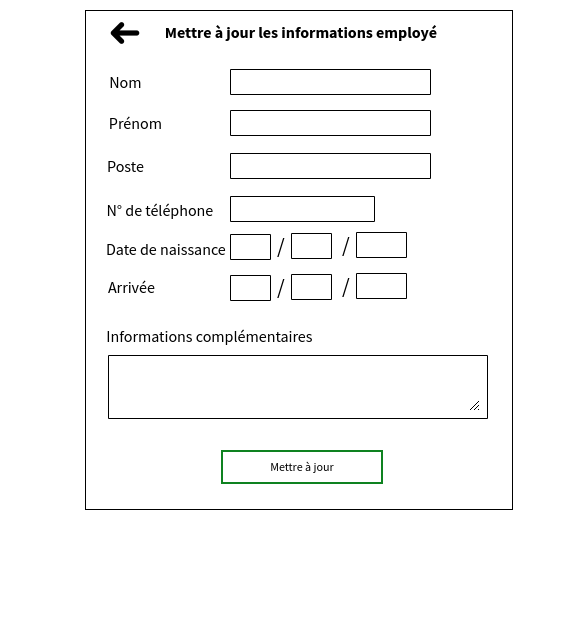 Mettre à jour les informations employé
Nom
Prénom
Poste
N° de téléphone
Date de naissance / /
Arrivée / /
Informations complémentaires
Mettre à jour